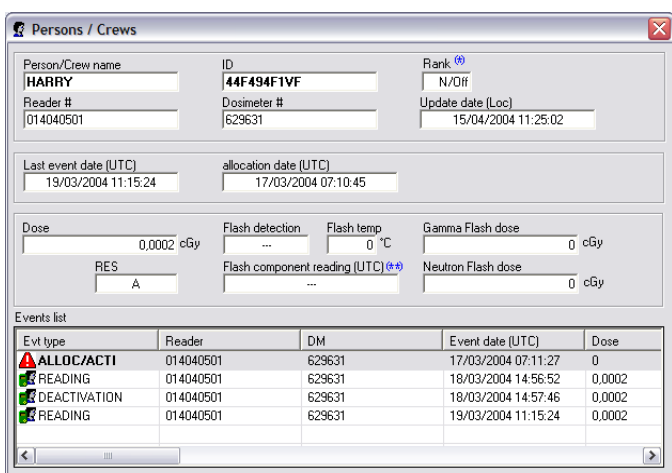 Persons / Crews
Person/Crew name ID Rank (*)
HARRY 44F494F1VF N/Off
Reader # Dosimeter # Update date (Loc)
014040501 629631 15/04/2004 11:25:02
Last event date (UTC) allocation date (UTC)
19/03/2004 11:15:24 17/03/2004 07:10:45
Dose Flash detection Flash temp Gamma Flash dose
0,0002 cGy --- 0 °C 0 cGy
RES Flash component reading (UTC) (**) Neutron Flash dose
A --- 0 cGy
Events list
Evt type Reader DM Event date (UTC) Dose
ALLOC/ACTI 014040501 629631 17/03/2004 07:11:27 0
READING 014040501 629631 18/03/2004 14:56:52 0,0002
DEACTIVATION 014040501 629631 18/03/2004 14:57:46 0,0002
READING 014040501 629631 19/03/2004 11:15:24 0,0002